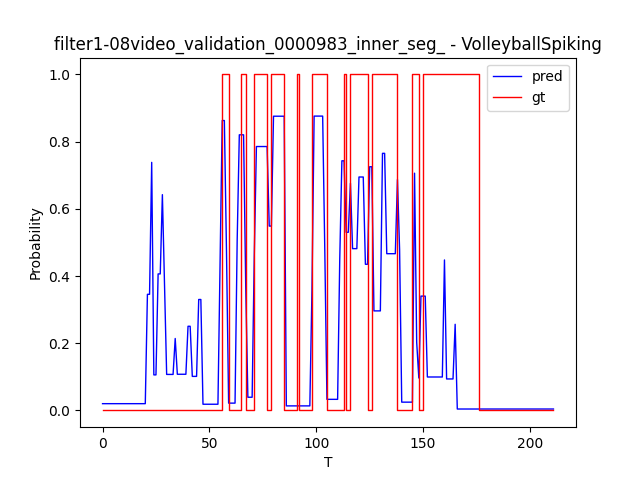 filter1-08video_validation_0000983_inner_seg_ - VolleyballSpiking
pred
gt
1.0
0.8
0.6
0.4
0.2
0.0
Probability
0
50
100
150
200
T